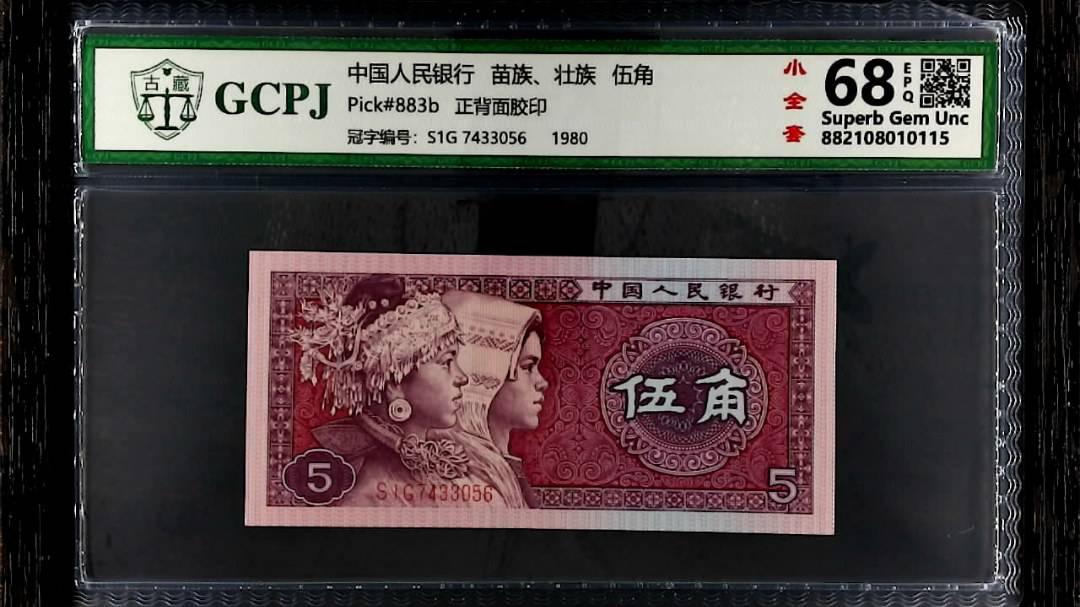 古藏
GCPJ
中国人民银行 苗族、壮族 伍角
Pick#883b 正背面胶印
冠字编号: S1G 7433056 1980
小全套
68 EPQ
Superb Gem Unc
882108010115
中国人民银行
伍角
5
S1G7433056
5